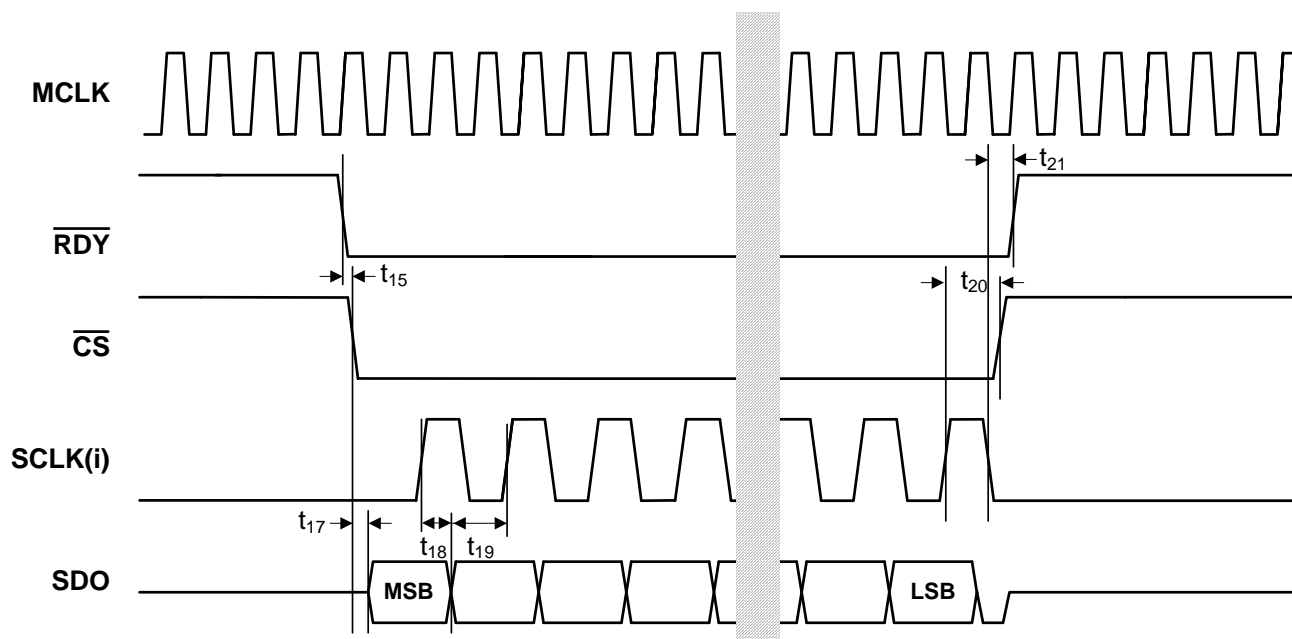 MCLK
t21
RDY
t15
t20
CS
SCLK(i)
t17
t18
t19
SDO
MSB
LSB